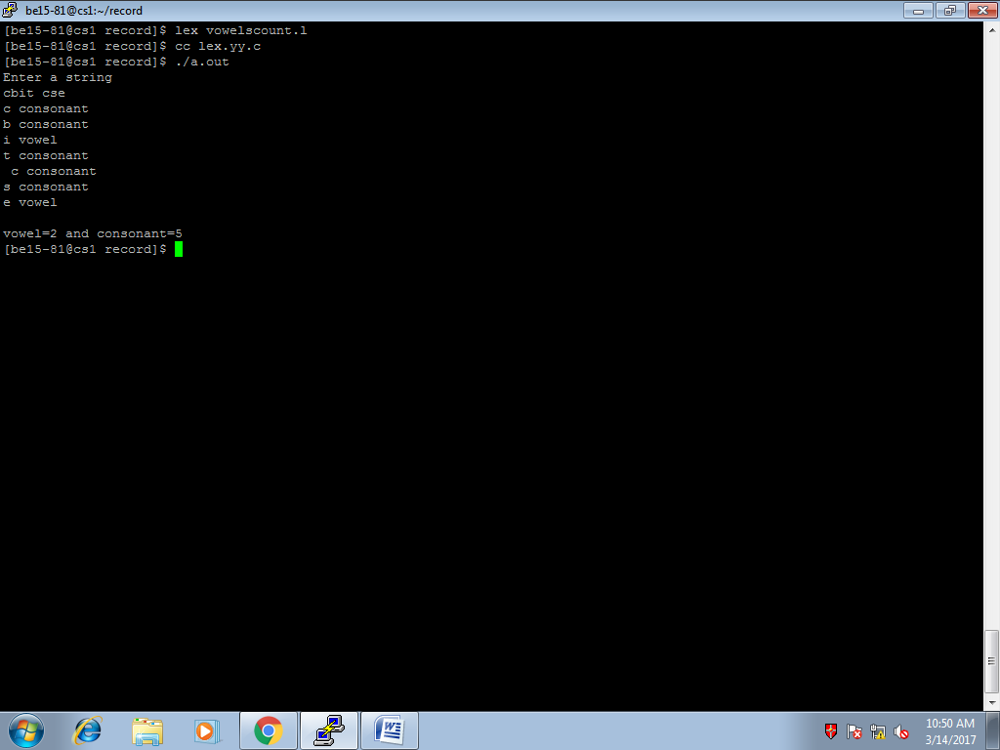 be15-81@cs1:~/record
[be15-81@cs1 record]$ lex vowelscount.l
[be15-81@cs1 record]$ cc lex.yy.c
[be15-81@cs1 record]$ ./a.out
Enter a string
cbit cse
c consonant
b consonant
i vowel
t consonant
 c consonant
s consonant
e vowel

vowel=2 and consonant=5
[be15-81@cs1 record]$
10:50 AM
3/14/2017